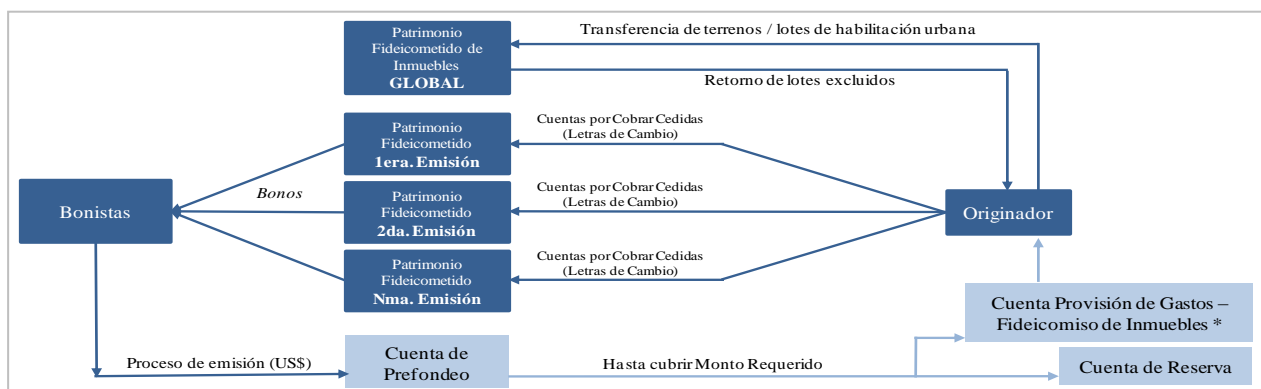 Patrimonio
Fideicometido de
Inmuebles
GLOBAL
Transferencia de terrenos / lotes de habilitación urbana
Retorno de lotes excluidos
Patrimonio
Fideicometido
1era. Emisión
Cuentas por Cobrar Cedidas
(Letras de Cambio)
Bonistas
Bonos
Patrimonio
Fideicometido
2da. Emisión
Cuentas por Cobrar Cedidas
(Letras de Cambio)
Originador
Patrimonio
Fideicometido
Nma. Emisión
Cuentas por Cobrar Cedidas
(Letras de Cambio)
Cuenta Provisión de Gastos –
Fideicomiso de Inmuebles *
Proceso de emisión (US$)
Cuenta de
Prefondeo
Hasta cubrir Monto Requerido
Cuenta de Reserva